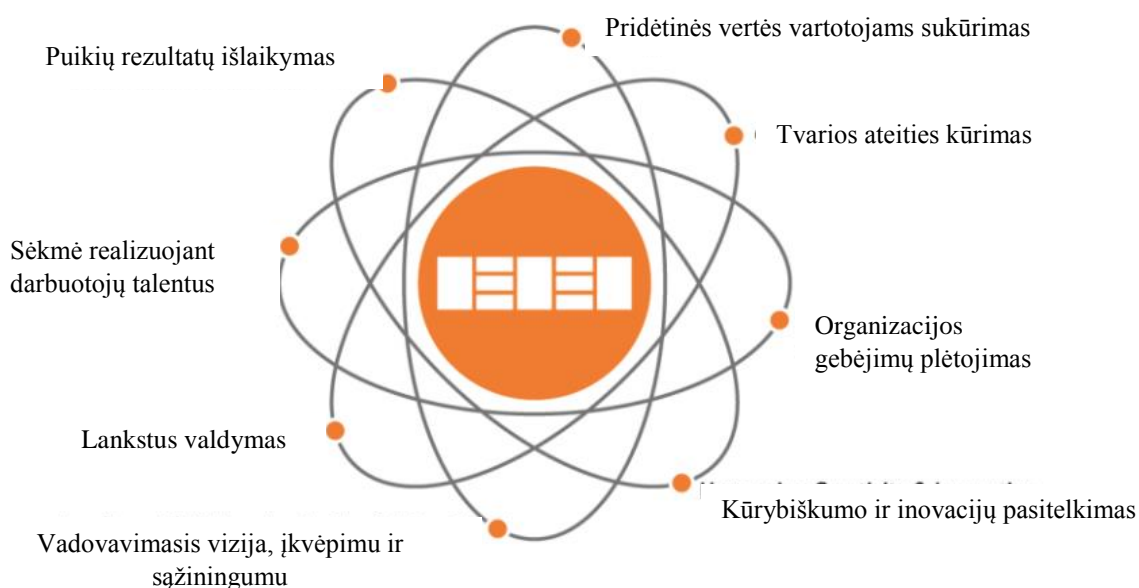 Pridėtinės vertės vartotojams sukūrimas
Puikių rezultatų išlaikymas
Tvarios ateities kūrimas
Sėkmė realizuojant
darbuotojų talentus
Organizacijos
gebėjimų plėtojimas
Lankstus valdymas
Kūrybiškumo ir inovacijų pasitelkimas
Vadovavimasis vizija, įkvėpimu ir
sąžiningumu